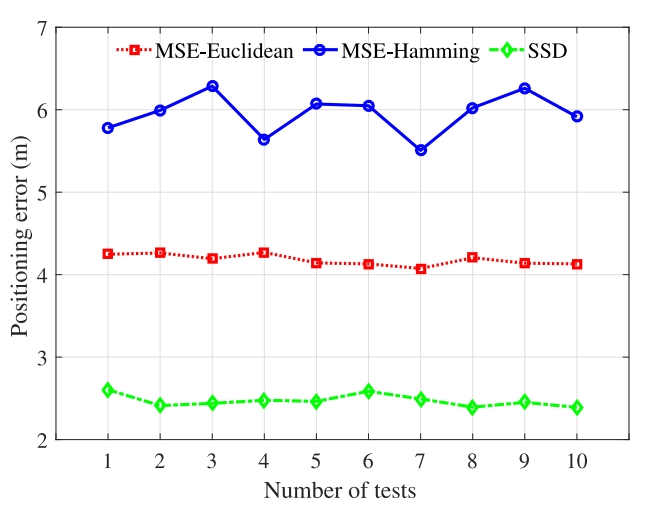 7
MSE-Euclidean MSE-Hamming SSD
6
5
4
3
2
Positioning error (m)
1 2 3 4 5 6 7 8 9 10
Number of tests